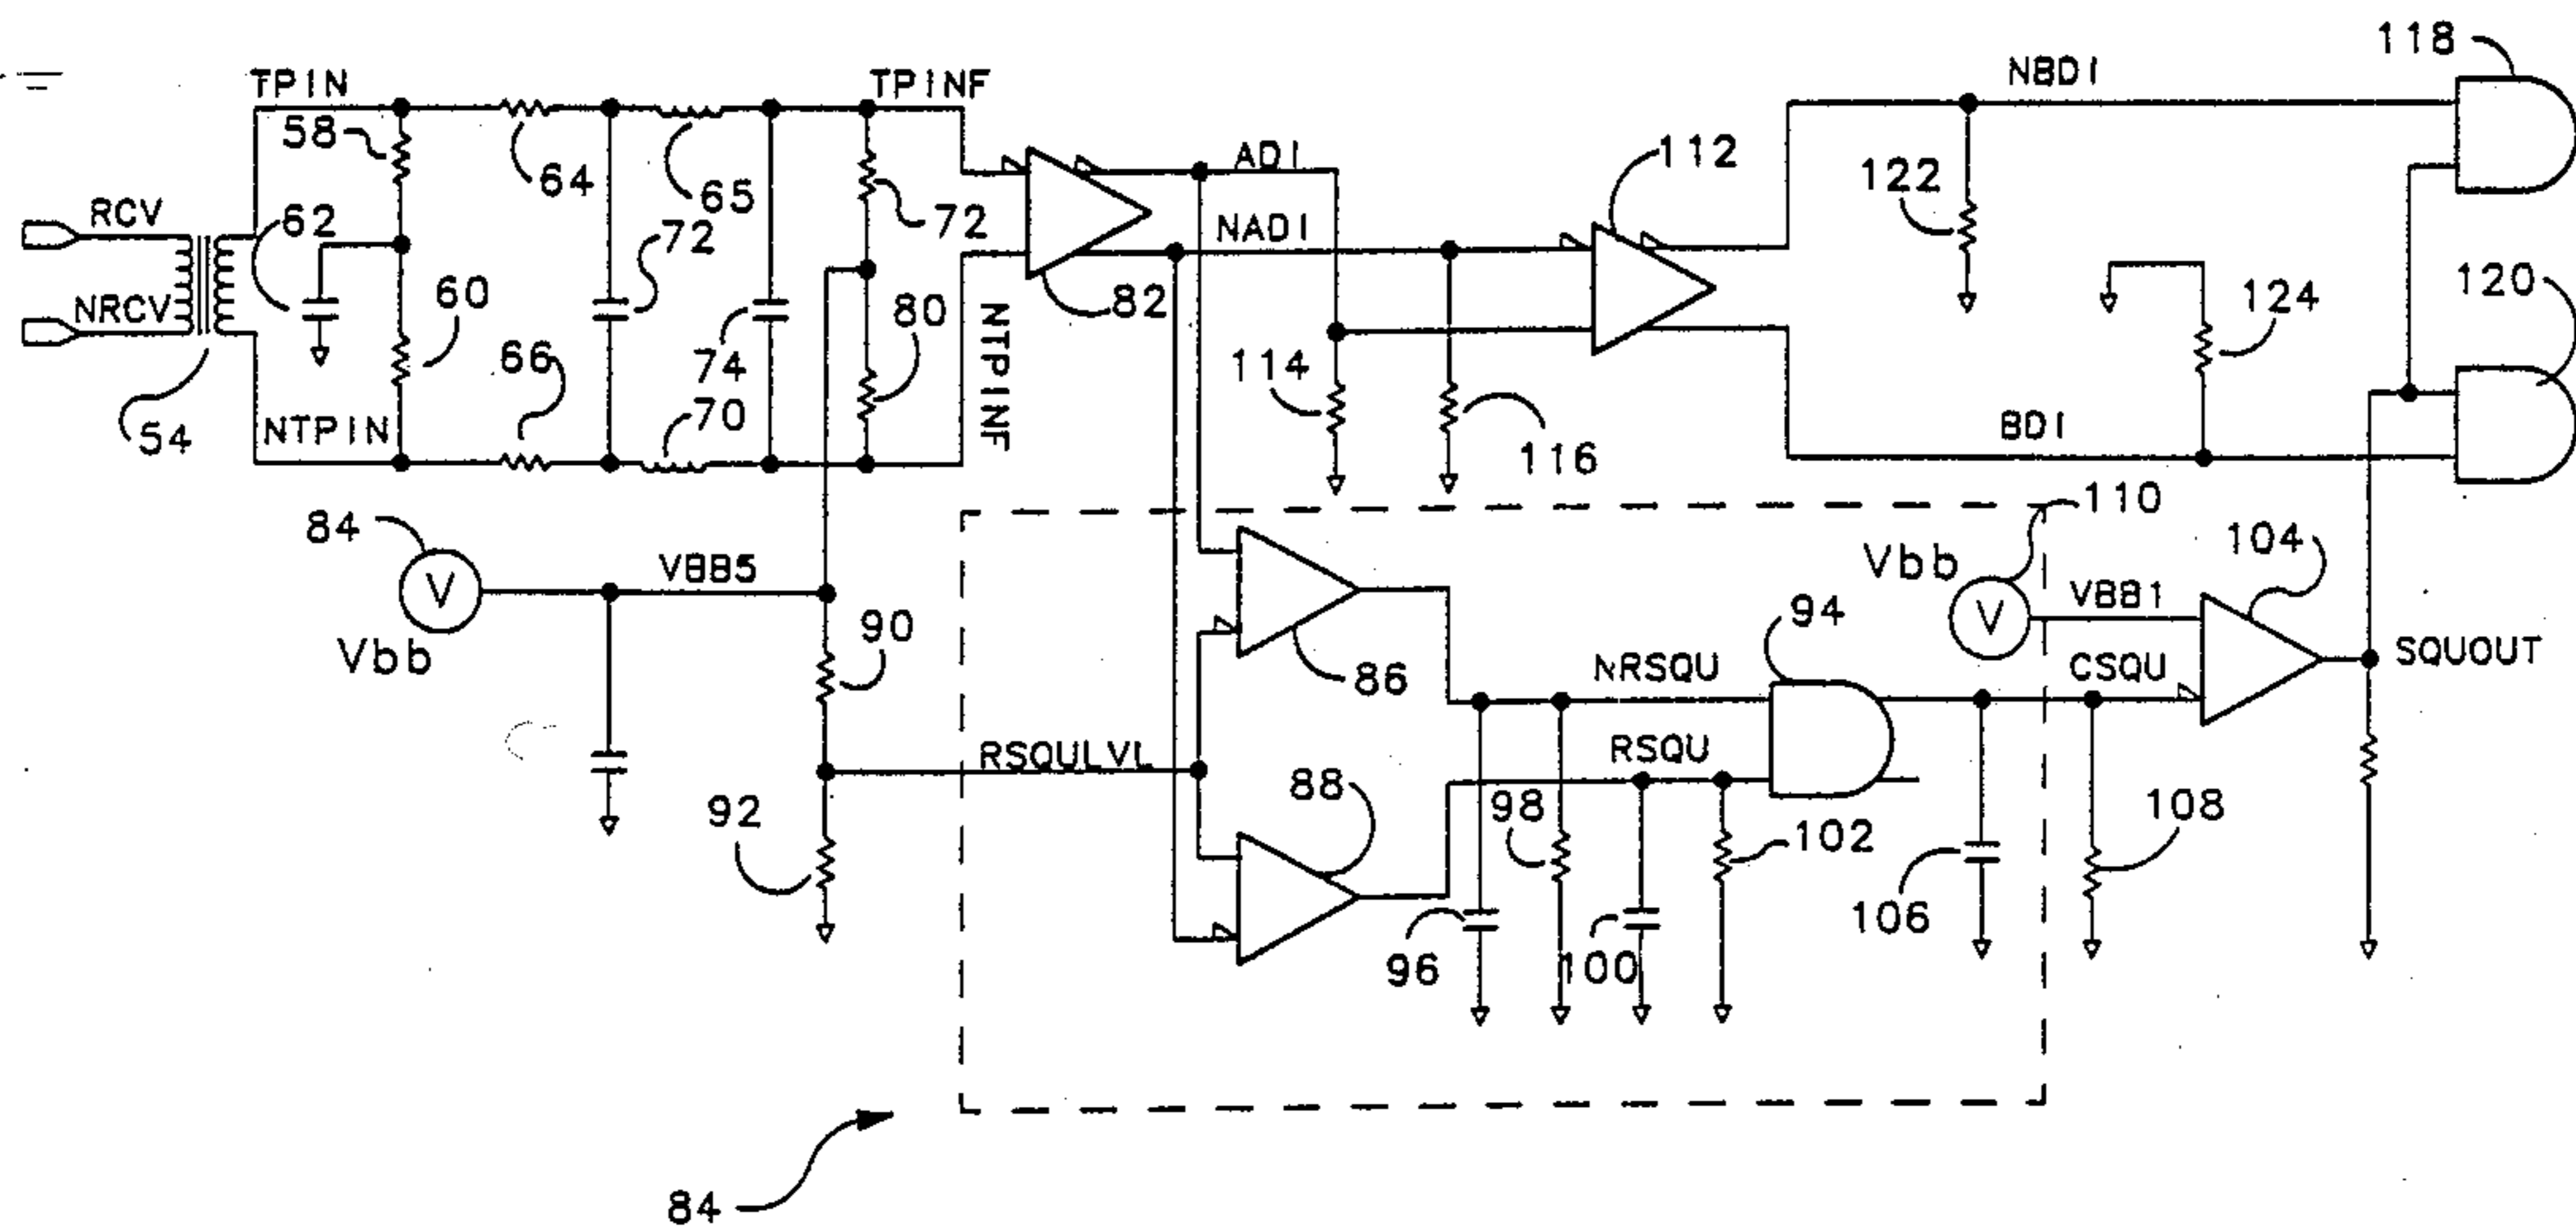 118
TPIN
TPINF
NBDI
58
ADI
112
64
65
72
122
RCV
62
72
NADI
120
NRCV
60
80
82
124
66
74
NTPINF
114
70
54
NTPIN
116
BDI
84
110
V
Vbb
VBB5
Vbb
104
90
V
VBB1
94
86
NRSQU
CSQU
SQUOUT
RSQULVL
RSQU
88
92
98
102
108
96
100
106
84